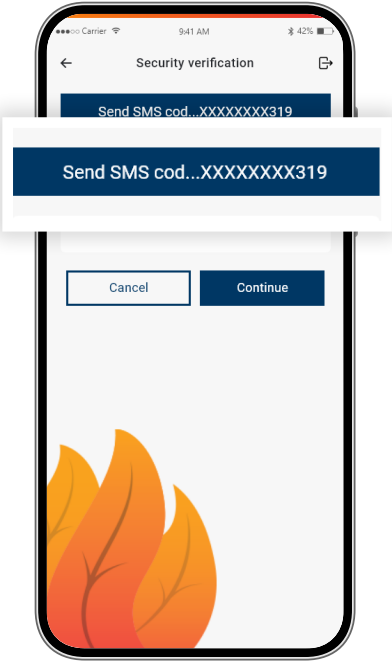 Carrier 9:41 AM 42%
Security verification
Send SMS cod...XXXXXXXX319
Send SMS cod...XXXXXXXX319
Cancel Continue